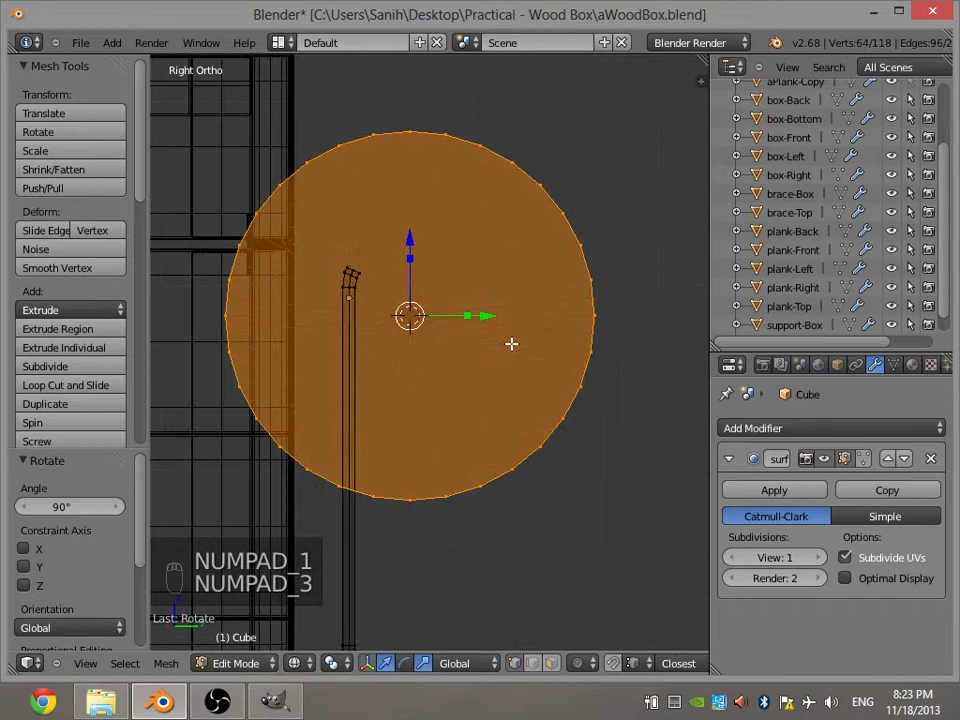 Blender* [C:\Users\Sanih\Desktop\Practical - Wood Box\aWoodBox.blend]
File Add Render Window Help Default Scene Blender Render v2.68 | Verts:64/118 | Edges:96/2
Mesh Tools
Transform:
Translate
Rotate
Scale
Shrink/Fatten
Push/Pull
Deform:
Slide Edge Vertex
Noise
Smooth Vertex
Add:
Extrude
Extrude Region
Extrude Individual
Subdivide
Loop Cut and Slide
Duplicate
Spin
Screw
Rotate
Angle
90°
Constraint Axis
X
Y
Z
Orientation
Global
Right Ortho
NUMPAD_1
NUMPAD_3
Last: Rotate
(1) Cube
View Select Mesh Edit Mode Global Closest
View Search All Scenes
aPlank-Copy
box-Back
box-Bottom
box-Front
box-Left
box-Right
brace-Box
brace-Top
plank-Back
plank-Front
plank-Left
plank-Right
plank-Top
support-Box
Cube
Add Modifier
surf
Apply Copy
Catmull-Clark Simple
Subdivisions: Options:
View: 1 Subdivide UVs
Render: 2 Optimal Display
ENG
8:23 PM
11/18/2013